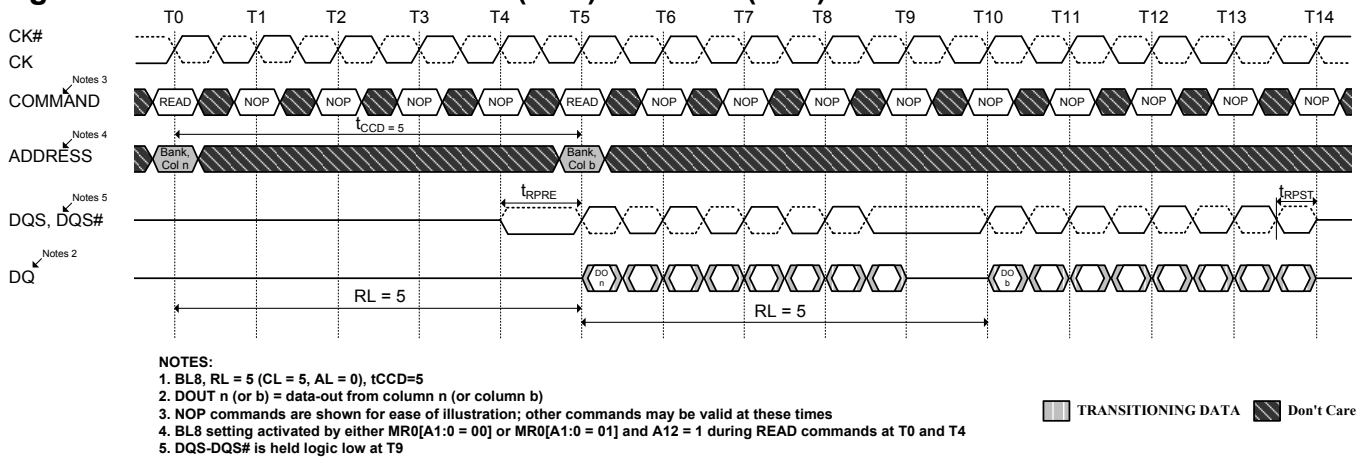 T0 T1 T2 T3 T4 T5 T6 T7 T8 T9 T10 T11 T12 T13 T14
CK#
CK
Notes 3
COMMAND
READ NOP NOP NOP NOP READ NOP NOP NOP NOP NOP NOP NOP NOP NOP
tCCD = 5
Notes 4
ADDRESS
Bank, Col n
Bank, Col b
tRPRE
tRPST
Notes 5
DQS, DQS#
Notes 2
DQ
DO n
DO b
RL = 5
RL = 5
NOTES:
1. BL8, RL = 5 (CL = 5, AL = 0), tCCD=5
2. DOUT n (or b) = data-out from column n (or column b)
3. NOP commands are shown for ease of illustration; other commands may be valid at these times
4. BL8 setting activated by either MR0[A1:0 = 00] or MR0[A1:0 = 01] and A12 = 1 during READ commands at T0 and T4
5. DQS-DQS# is held logic low at T9
TRANSITIONING DATA
Don't Care